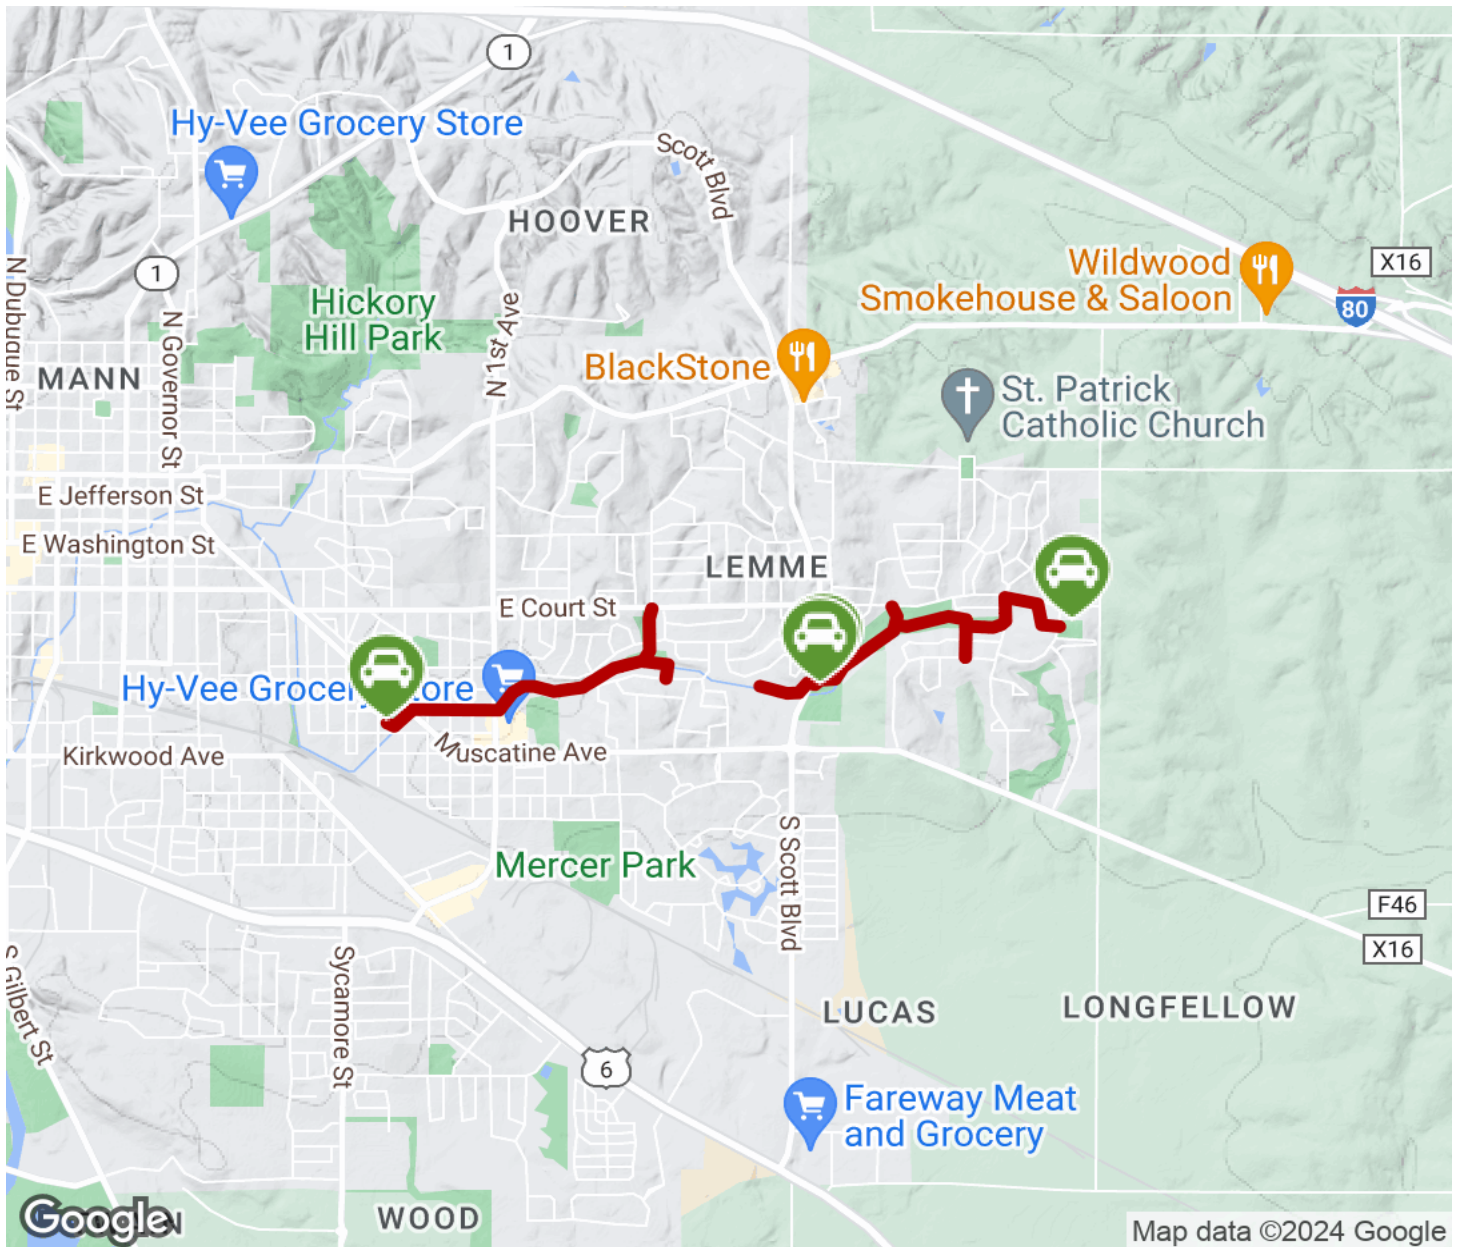 1
Hy-Vee Grocery Store
Scott Blvd
HOOVER
N Dubuque St
1
Wildwood
Smokehouse & Saloon
X16
80
Hickory
Hill Park
N 1st Ave
N Governor St
BlackStone
MANN
St. Patrick
Catholic Church
E Jefferson St
E Washington St
LEMME
E Court St
Hy-Vee Grocery Store
Muscatine Ave
Kirkwood Ave
Mercer Park
S Scott Blvd
F46
X16
S Gilbert St
Sycamore St
LUCAS
LONGFELLOW
6
Fareway Meat
and Grocery
WOOD
Google
Map data ©2024 Google